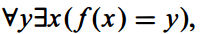 ∀y∃x(f(x) = y),